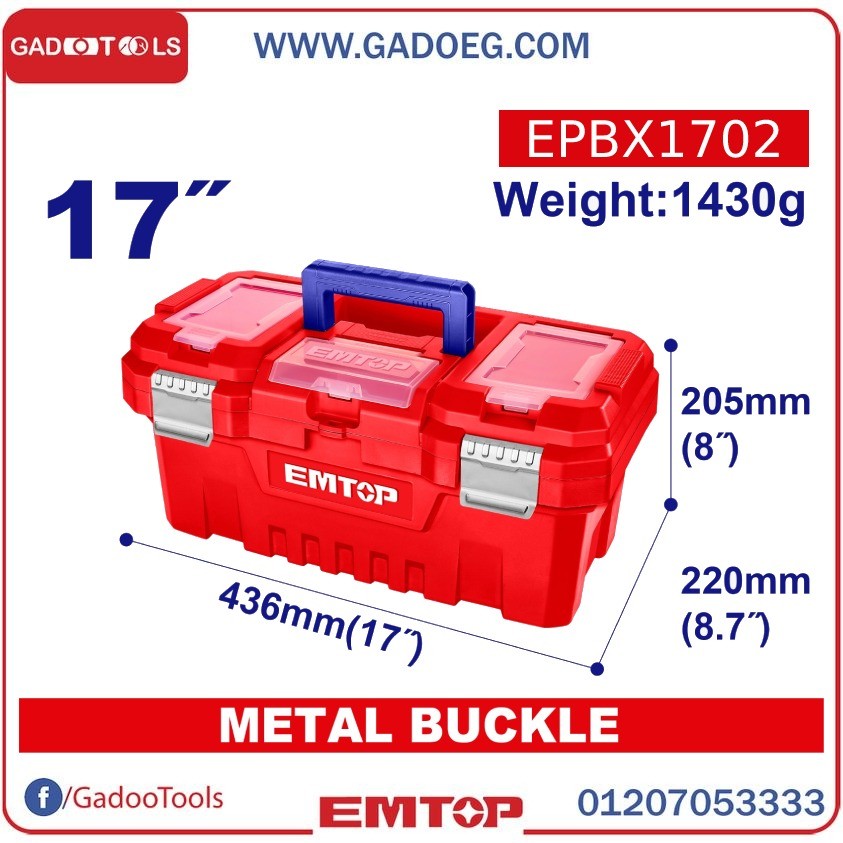 GADOOTOOLS
WWW.GADOEG.COM
EPBX1702
Weight:1430g
17″
EMTOP
EMTOP
205mm
(8″)
220mm
(8.7″)
436mm(17″)
METAL BUCKLE
f/GadooTools
EMTOP
01207053333